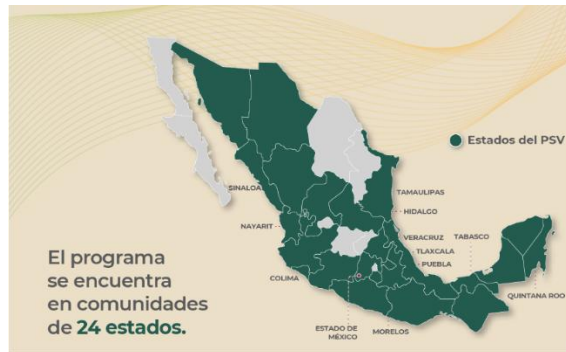 Estados del PSV
SINALOA
TAMAULIPAS
HIDALGO
NAYARIT
VERACRUZ
TABASCO
TLAXCALA
PUEBLA
COLIMA
QUINTANA ROO
ESTADO DE
MÉXICO
MORELOS
El programa
se encuentra
en comunidades
de 24 estados.